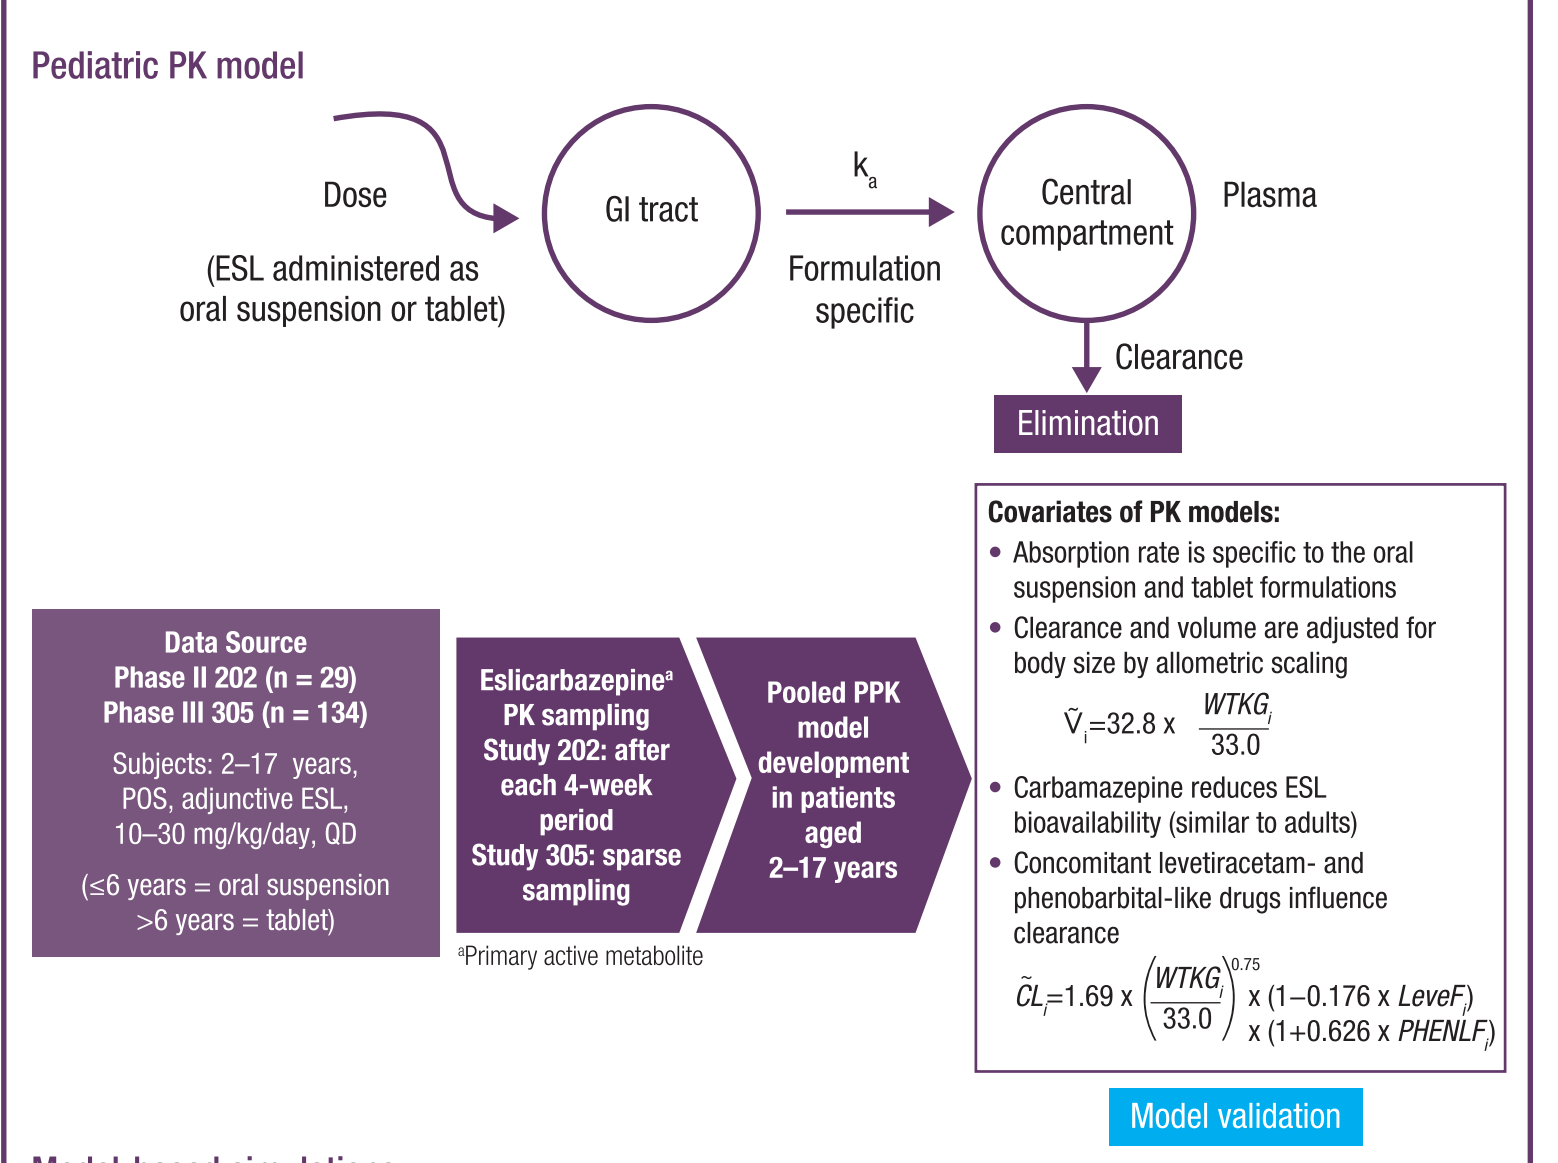 Pediatric PK model
Dose
(ESL administered as
oral suspension or tablet)
GI tract
kₐ
Formulation
specific
Central
compartment
Plasma
Clearance
Elimination
Data Source
Phase II 202 (n = 29)
Phase III 305 (n = 134)
Subjects: 2–17 years,
POS, adjunctive ESL,
10–30 mg/kg/day, QD
(≤6 years = oral suspension
>6 years = tablet)
Eslicarbazepineᵃ
PK sampling
Study 202: after
each 4-week
period
Study 305: sparse
sampling
ᵃPrimary active metabolite
Pooled PPK
model
development
in patients
aged
2–17 years
Covariates of PK models:
• Absorption rate is specific to the oral
suspension and tablet formulations
• Clearance and volume are adjusted for
body size by allometric scaling
Ṽᵢ=32.8 x WTKGᵢ
33.0
• Carbamazepine reduces ESL
bioavailability (similar to adults)
• Concomitant levetiracetam- and
phenobarbital-like drugs influence
clearance
C̃Lᵢ=1.69 x (WTKGᵢ / 33.0)^0.75 x (1–0.176 x LeveFᵢ)
x (1+0.626 x PHENLFᵢ)
Model validation